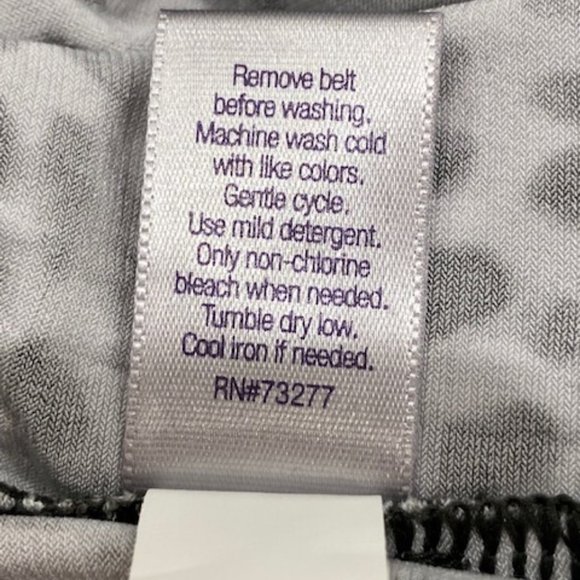 Remove belt
before washing.
Machine wash cold
with like colors.
Gentle cycle.
Use mild detergent.
Only non-chlorine
bleach when needed.
Tumble dry low.
Cool iron if needed.
RN#73277